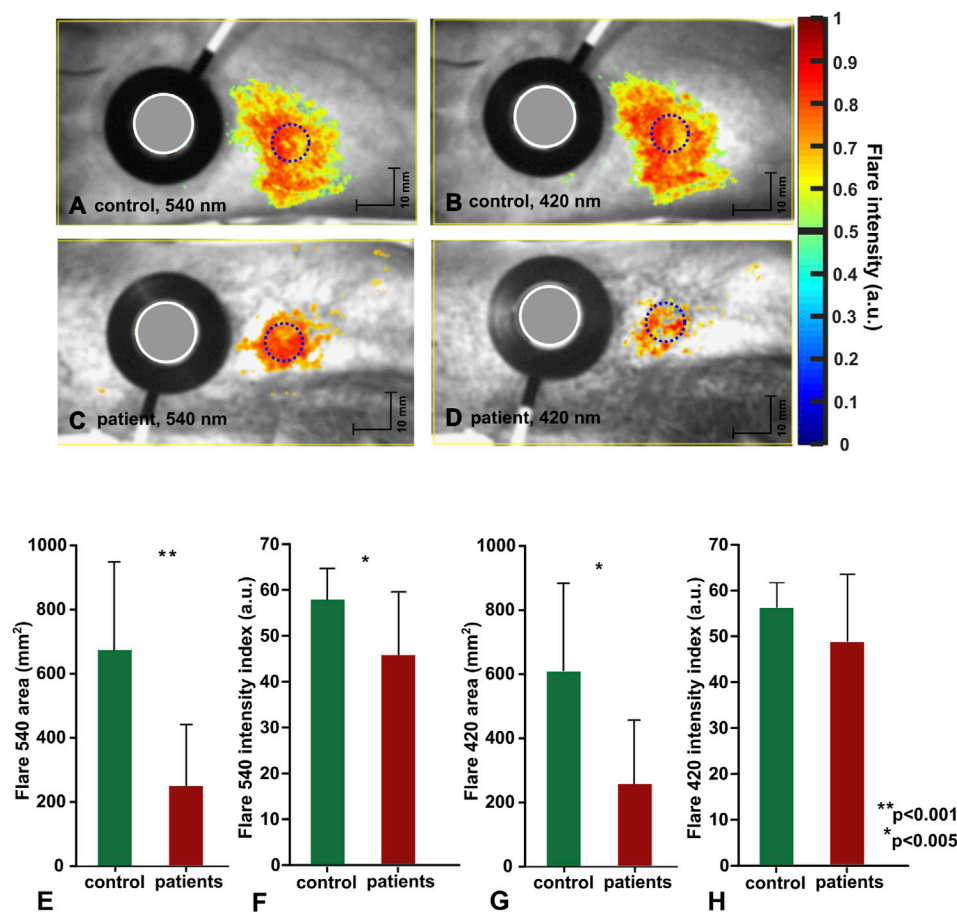 A control, 540 nm
10 mm
B control, 420 nm
10 mm
C patient, 540 nm
10 mm
D patient, 420 nm
10 mm
1
0.9
0.8
0.7
0.6
0.5
0.4
0.3
0.2
0.1
0
Flare intensity (a.u.)
Flare 540 area (mm²)
1000
800
600
400
200
0
**
control patients
E
Flare 540 intensity index (a.u.)
70
60
50
40
30
20
10
0
*
control patients
F
Flare 420 area (mm²)
1000
800
600
400
200
0
*
control patients
G
Flare 420 intensity index (a.u.)
70
60
50
40
30
20
10
0
control patients
H
**p<0.001
*p<0.005